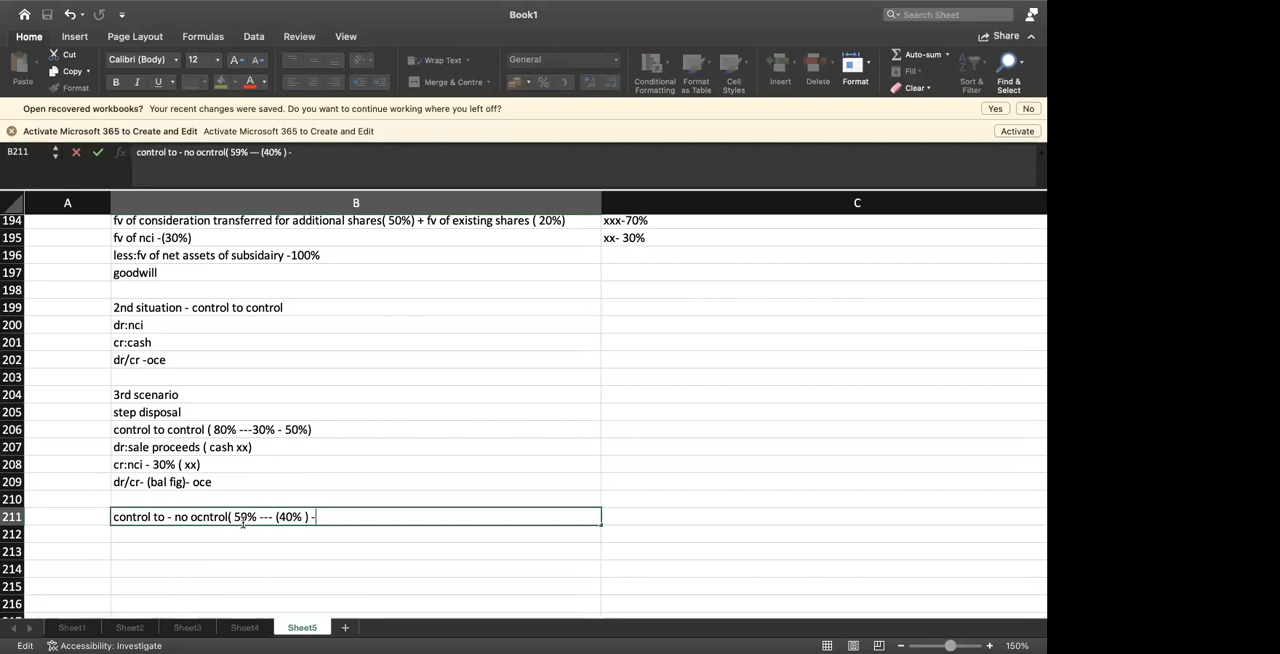 Book1
Search Sheet
Home Insert Page Layout Formulas Data Review View
Share
Paste
Cut
Copy
Format
Calibri (Body) 12
A A
B I U A
Wrap Text
Merge & Centre
General
%
Conditional Formatting
Format as Table
Cell Styles
Insert
Delete
Format
Auto-sum
Fill
Clear
Sort & Filter
Find & Select
Open recovered workbooks? Your recent changes were saved. Do you want to continue working where you left off? Yes No
Activate Microsoft 365 to Create and Edit Activate Microsoft 365 to Create and Edit Activate
B211 fx control to - no ocntrol( 59% --- (40% ) -
A B C
194 fv of consideration transferred for additional shares( 50%) + fv of existing shares ( 20%) xxx-70%
195 fv of nci -(30%) xx- 30%
196 less:fv of net assets of subsidairy -100%
197 goodwill
198
199 2nd situation - control to control
200 dr:nci
201 cr:cash
202 dr/cr -oce
203
204 3rd scenario
205 step disposal
206 control to control ( 80% ---30% - 50%)
207 dr:sale proceeds ( cash xx)
208 cr:nci - 30% ( xx)
209 dr/cr- (bal fig)- oce
210
211 control to - no ocntrol( 59% --- (40% ) -
212
213
214
215
216
Sheet1 Sheet2 Sheet3 Sheet4 Sheet5 +
Edit Accessibility: Investigate 150%